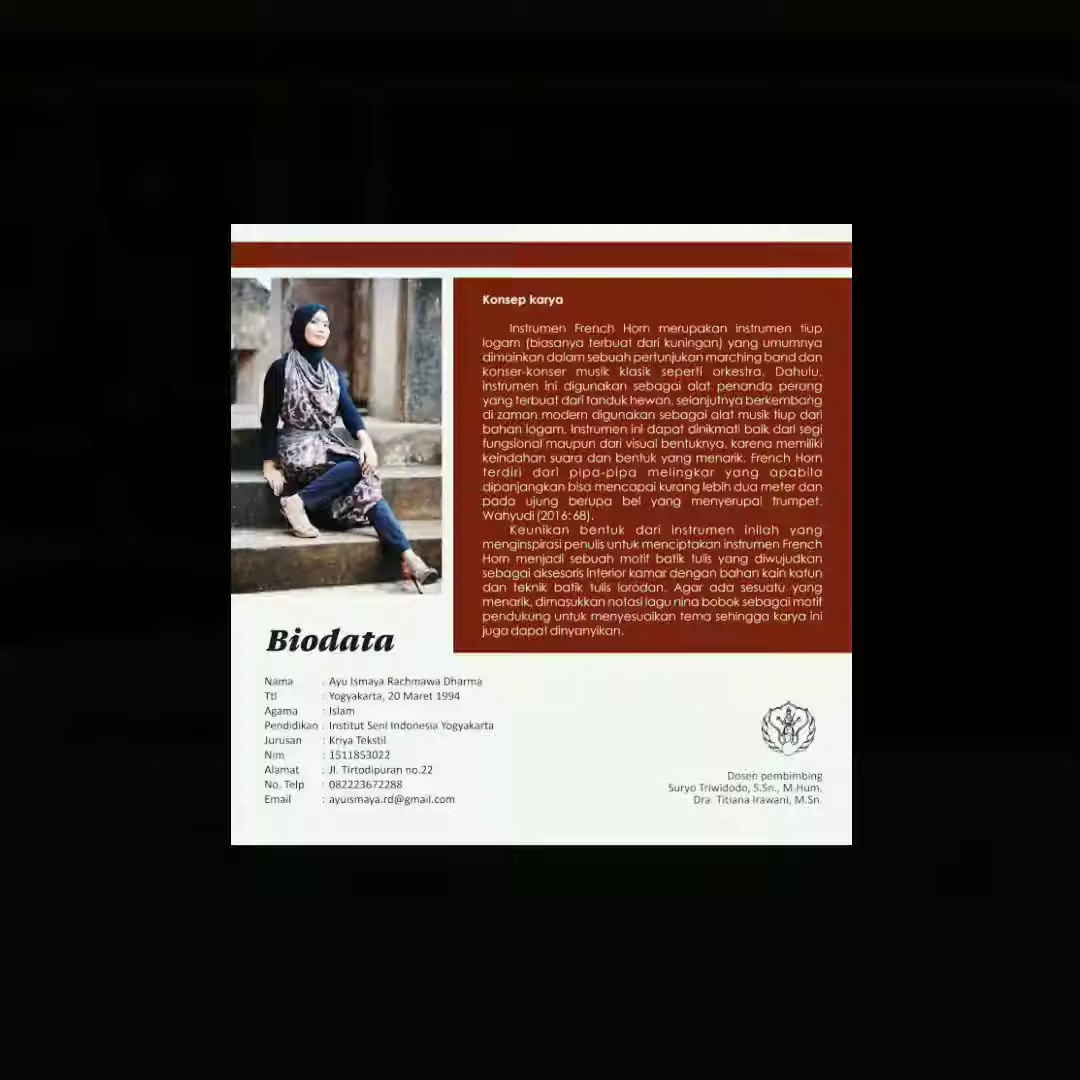 Konsep karya
Instrumen French Horn merupakan instrumen tiup
logam (biasanya terbuat dari kuningan) yang umumnya
dimainkan dalam sebuah pertunjukan marching band dan
konser-konser musik klasik seperti orkestra. Dahulu,
instrumen ini digunakan sebagai alat penanda perang
yang terbuat dari tanduk hewan, selanjutnya berkembang
di zaman modern digunakan sebagai alat musik tiup dari
bahan logam. Instrumen ini dapat dinikmati baik dari segi
fungsional maupun dari visual bentuknya, karena memiliki
keindahan suara dan bentuk yang menarik. French Horn
terdiri dari pipa-pipa melingkar yang apabila
dipanjangkan bisa mencapai kurang lebih dua meter dan
pada ujung berupa bel yang menyerupai trumpet.
Wahyudi (2016:68).
Keunikan bentuk dari instrumen inilah yang
menginspirasi penulis untuk menciptakan instrumen French
Horn menjadi sebuah motif batik tulis yang diwujudkan
sebagai aksesoris interior kamar dengan bahan kain katun
dan teknik batik tulis lorodan. Agar ada sesuatu yang
menarik, dimasukkan notasi lagu nina bobok sebagai motif
pendukung untuk menyesuaikan tema sehingga karya ini
juga dapat dinyanyikan.
Biodata
Nama : Ayu Ismaya Rachmawa Dharma
Ttl : Yogyakarta, 20 Maret 1994
Agama : Islam
Pendidikan : Institut Seni Indonesia Yogyakarta
Jurusan : Kriya Tekstil
Nim : 1511853022
Alamat : Jl. Tirtodipuran no.22
No. Telp : 082223672288
Email : ayuismaya.rd@gmail.com
Dosen pembimbing
Suryo Triwidodo, S.Sn., M.Hum.
Dra. Titiana Irawani, M.Sn.